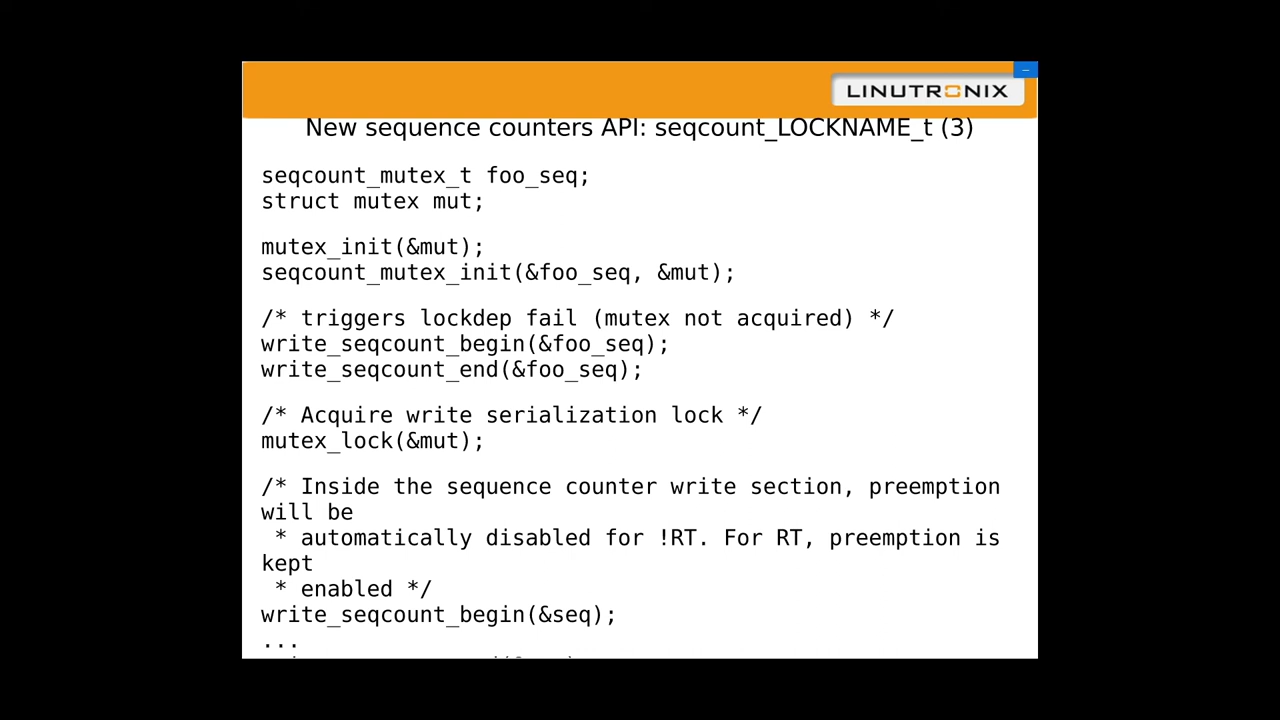 LINUTRONIX
New sequence counters API: seqcount_LOCKNAME_t (3)
seqcount_mutex_t foo_seq;
struct mutex mut;
mutex_init(&mut);
seqcount_mutex_init(&foo_seq, &mut);
/* triggers lockdep fail (mutex not acquired) */
write_seqcount_begin(&foo_seq);
write_seqcount_end(&foo_seq);
/* Acquire write serialization lock */
mutex_lock(&mut);
/* Inside the sequence counter write section, preemption
will be
 * automatically disabled for !RT. For RT, preemption is
kept
 * enabled */
write_seqcount_begin(&seq);
...